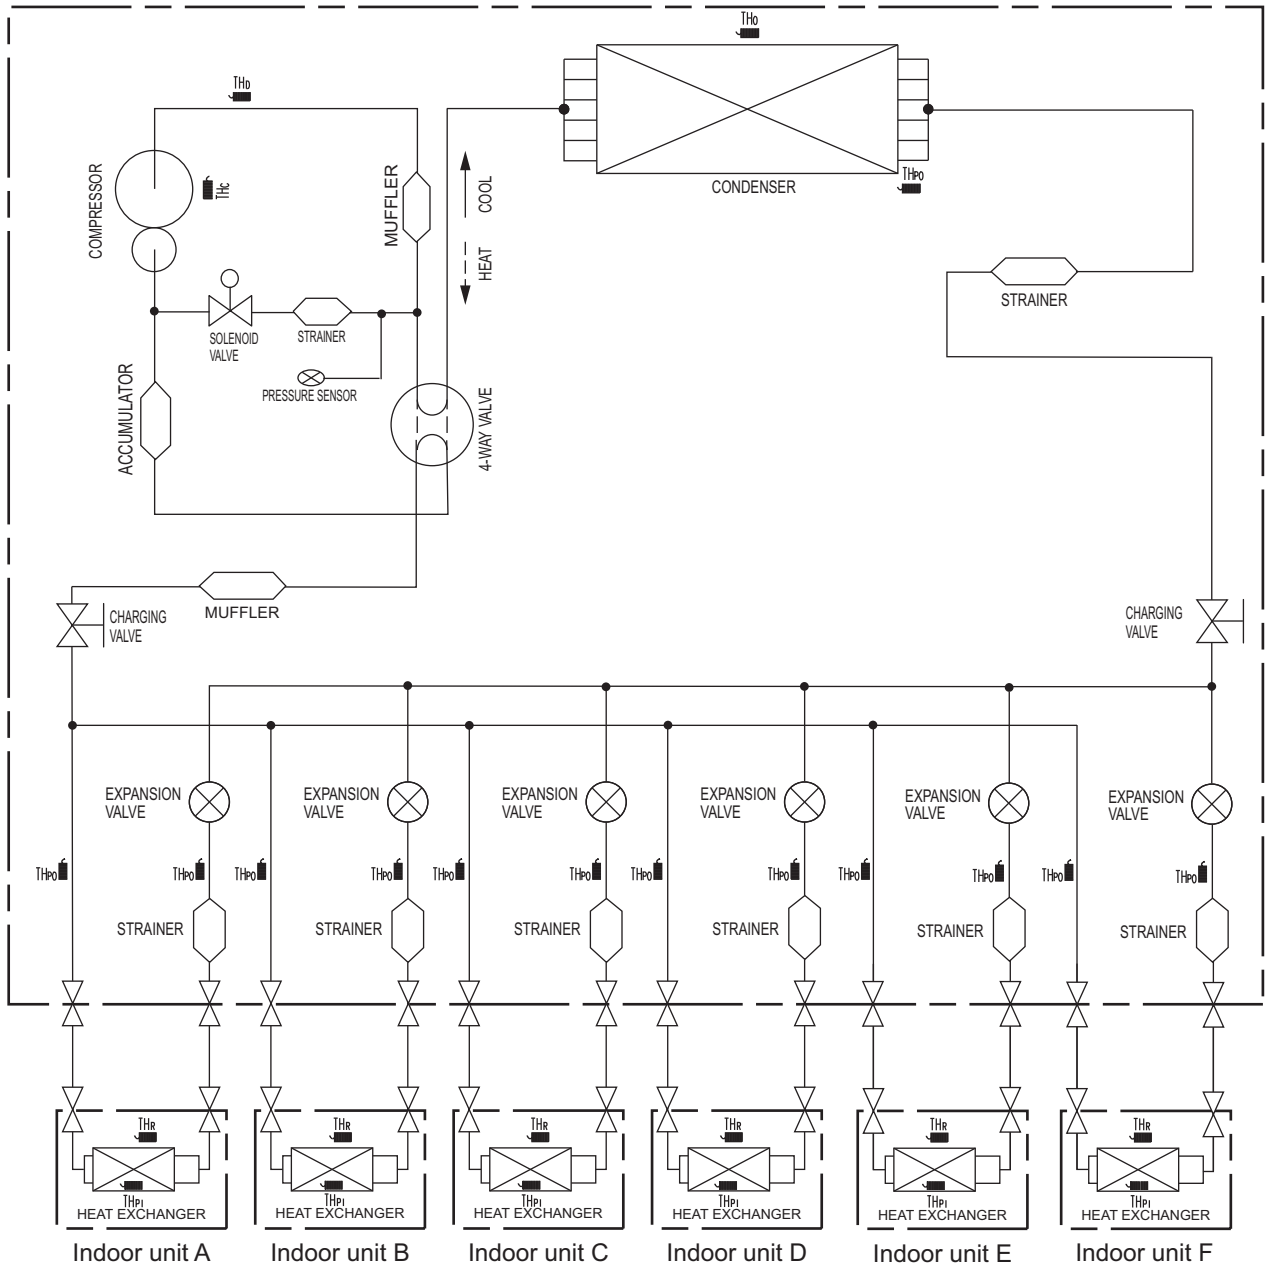 THO
THD
COMPRESSOR
THC
MUFFLER
COOL
HEAT
CONDENSER
THPO
STRAINER
SOLENOID
VALVE
STRAINER
PRESSURE SENSOR
ACCUMULATOR
4-WAY VALVE
MUFFLER
CHARGING
VALVE
CHARGING
VALVE
EXPANSION
VALVE
EXPANSION
VALVE
EXPANSION
VALVE
EXPANSION
VALVE
EXPANSION
VALVE
EXPANSION
VALVE
THPO
THPO
THPO
THPO
THPO
THPO
THPO
THPO
THPO
THPO
THPO
THPO
STRAINER
STRAINER
STRAINER
STRAINER
STRAINER
STRAINER
THR
THR
THR
THR
THR
THR
THPI
THPI
THPI
THPI
THPI
THPI
HEAT EXCHANGER
HEAT EXCHANGER
HEAT EXCHANGER
HEAT EXCHANGER
HEAT EXCHANGER
HEAT EXCHANGER
Indoor unit A
Indoor unit B
Indoor unit C
Indoor unit D
Indoor unit E
Indoor unit F